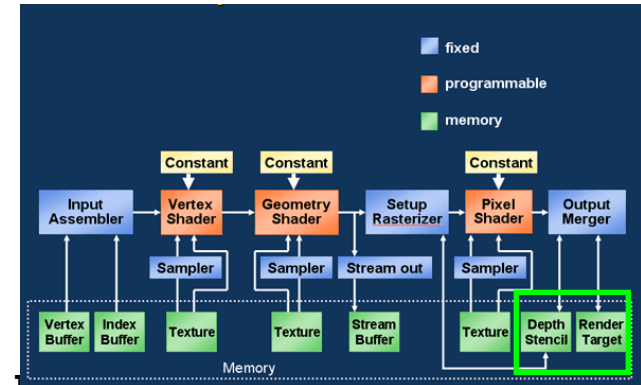 fixed
programmable
memory
Constant
Constant
Constant
Input
Assembler
Vertex
Shader
Geometry
Shader
Setup
Rasterizer
Pixel
Shader
Output
Merger
Sampler
Sampler
Stream out
Sampler
Vertex
Buffer
Index
Buffer
Texture
Texture
Stream
Buffer
Texture
Depth
Stencil
Render
Target
Memory